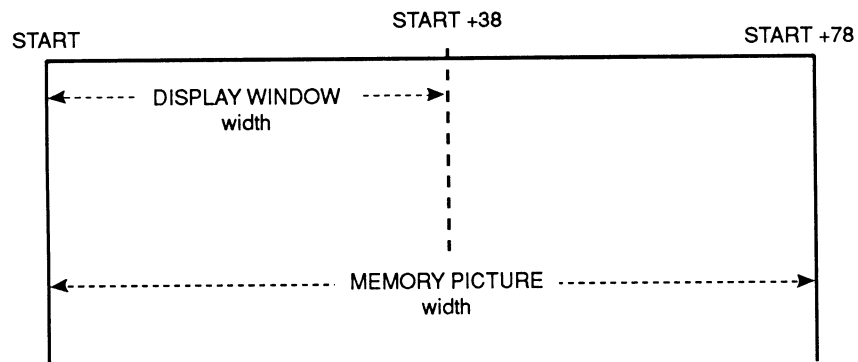 START
START +38
START +78
DISPLAY WINDOW
width
MEMORY PICTURE
width